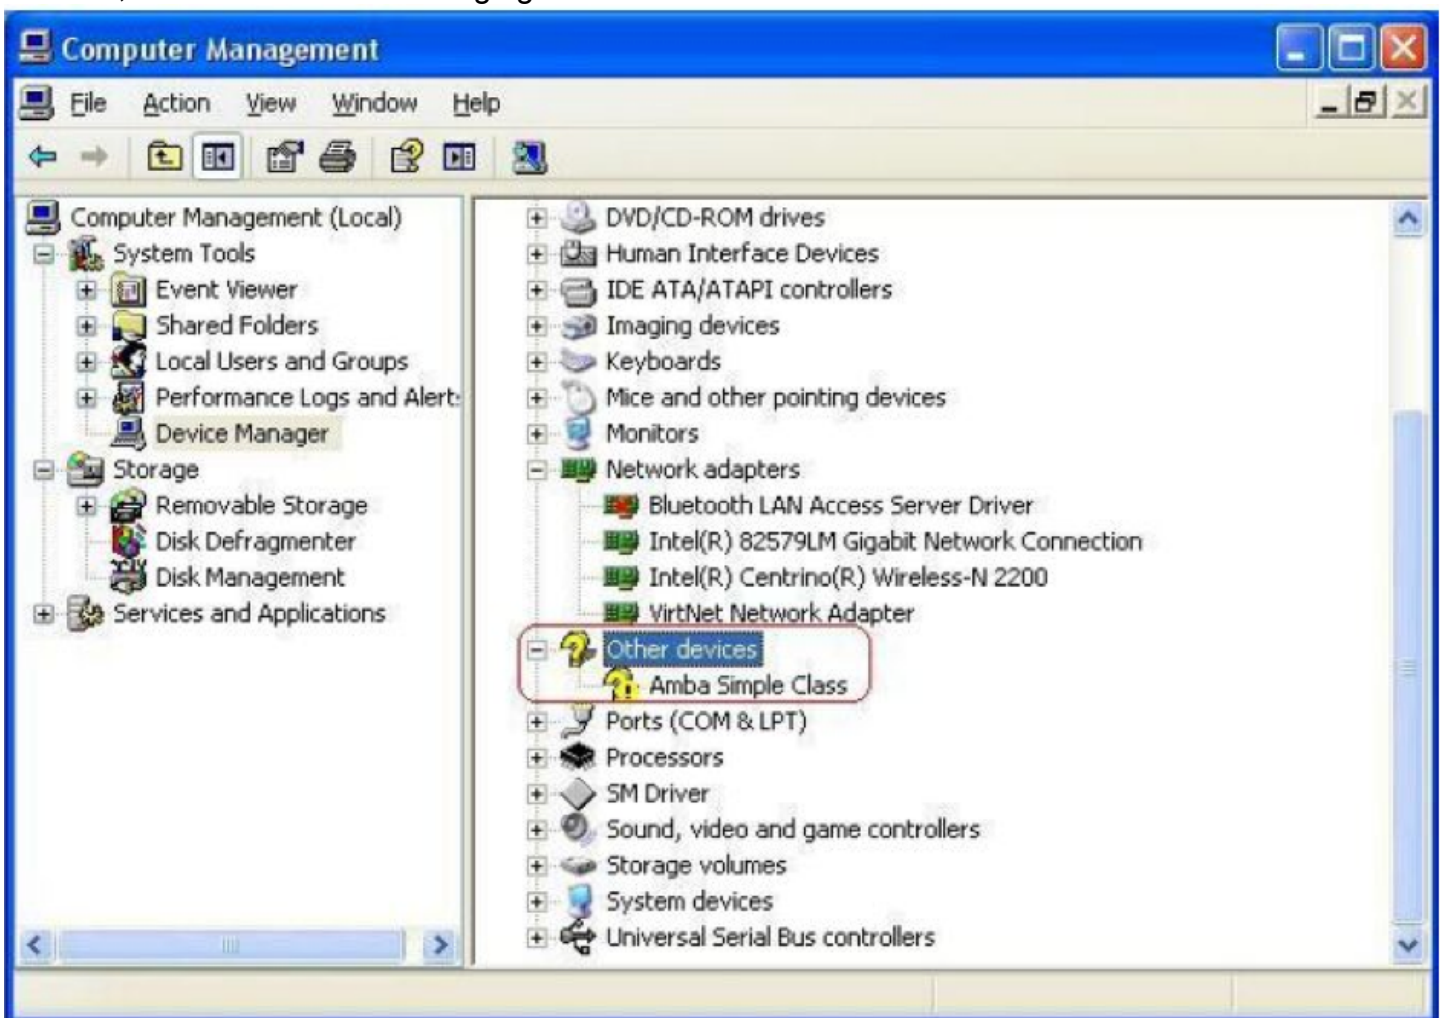 Computer Management
File Action View Window Help
Computer Management (Local)
System Tools
Event Viewer
Shared Folders
Local Users and Groups
Performance Logs and Alert
Device Manager
Storage
Removable Storage
Disk Defragmenter
Disk Management
Services and Applications
DVD/CD-ROM drives
Human Interface Devices
IDE ATA/ATAPI controllers
Imaging devices
Keyboards
Mice and other pointing devices
Monitors
Network adapters
Bluetooth LAN Access Server Driver
Intel(R) 82579LM Gigabit Network Connection
Intel(R) Centrino(R) Wireless-N 2200
VirtNet Network Adapter
Other devices
Amba Simple Class
Ports (COM & LPT)
Processors
SM Driver
Sound, video and game controllers
Storage volumes
System devices
Universal Serial Bus controllers